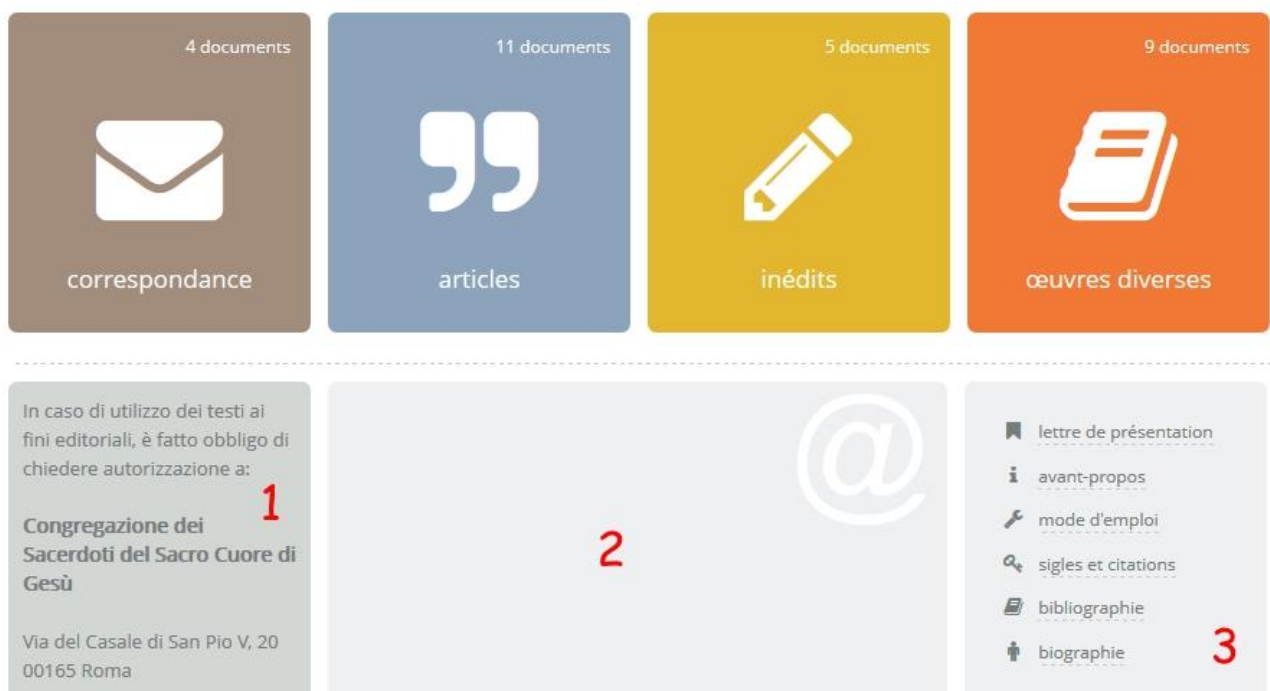 4 documents
correspondance
11 documents
articles
5 documents
inédits
9 documents
œuvres diverses
In caso di utilizzo dei testi ai
fini editoriali, è fatto obbligo di
chiedere autorizzazione a:
1
Congregazione dei
Sacerdoti del Sacro Cuore di
Gesù
Via del Casale di San Pio V, 20
00165 Roma
@
2
lettre de présentation
avant-propos
mode d'emploi
sigles et citations
bibliographie
biographie
3